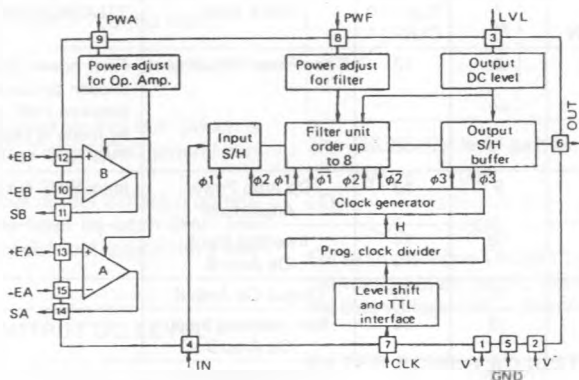 PWA PWF LVL
9 8 3
Power adjust for Op. Amp.
Power adjust for filter
Output DC level
Input S/H
Filter unit order up to 8
Output S/H buffer
6 OUT
+EB 12 + B
-EB 10 -
SB 11
ϕ1 ϕ2 ϕ1 ϕ1 ϕ2 ϕ2 ϕ3 ϕ3
Clock generator
H
Prog. clock divider
+EA 13 + A
-EA 15 -
SA 14
Level shift and TTL interface
4 7 1 5 2
IN CLK V+ GND V-